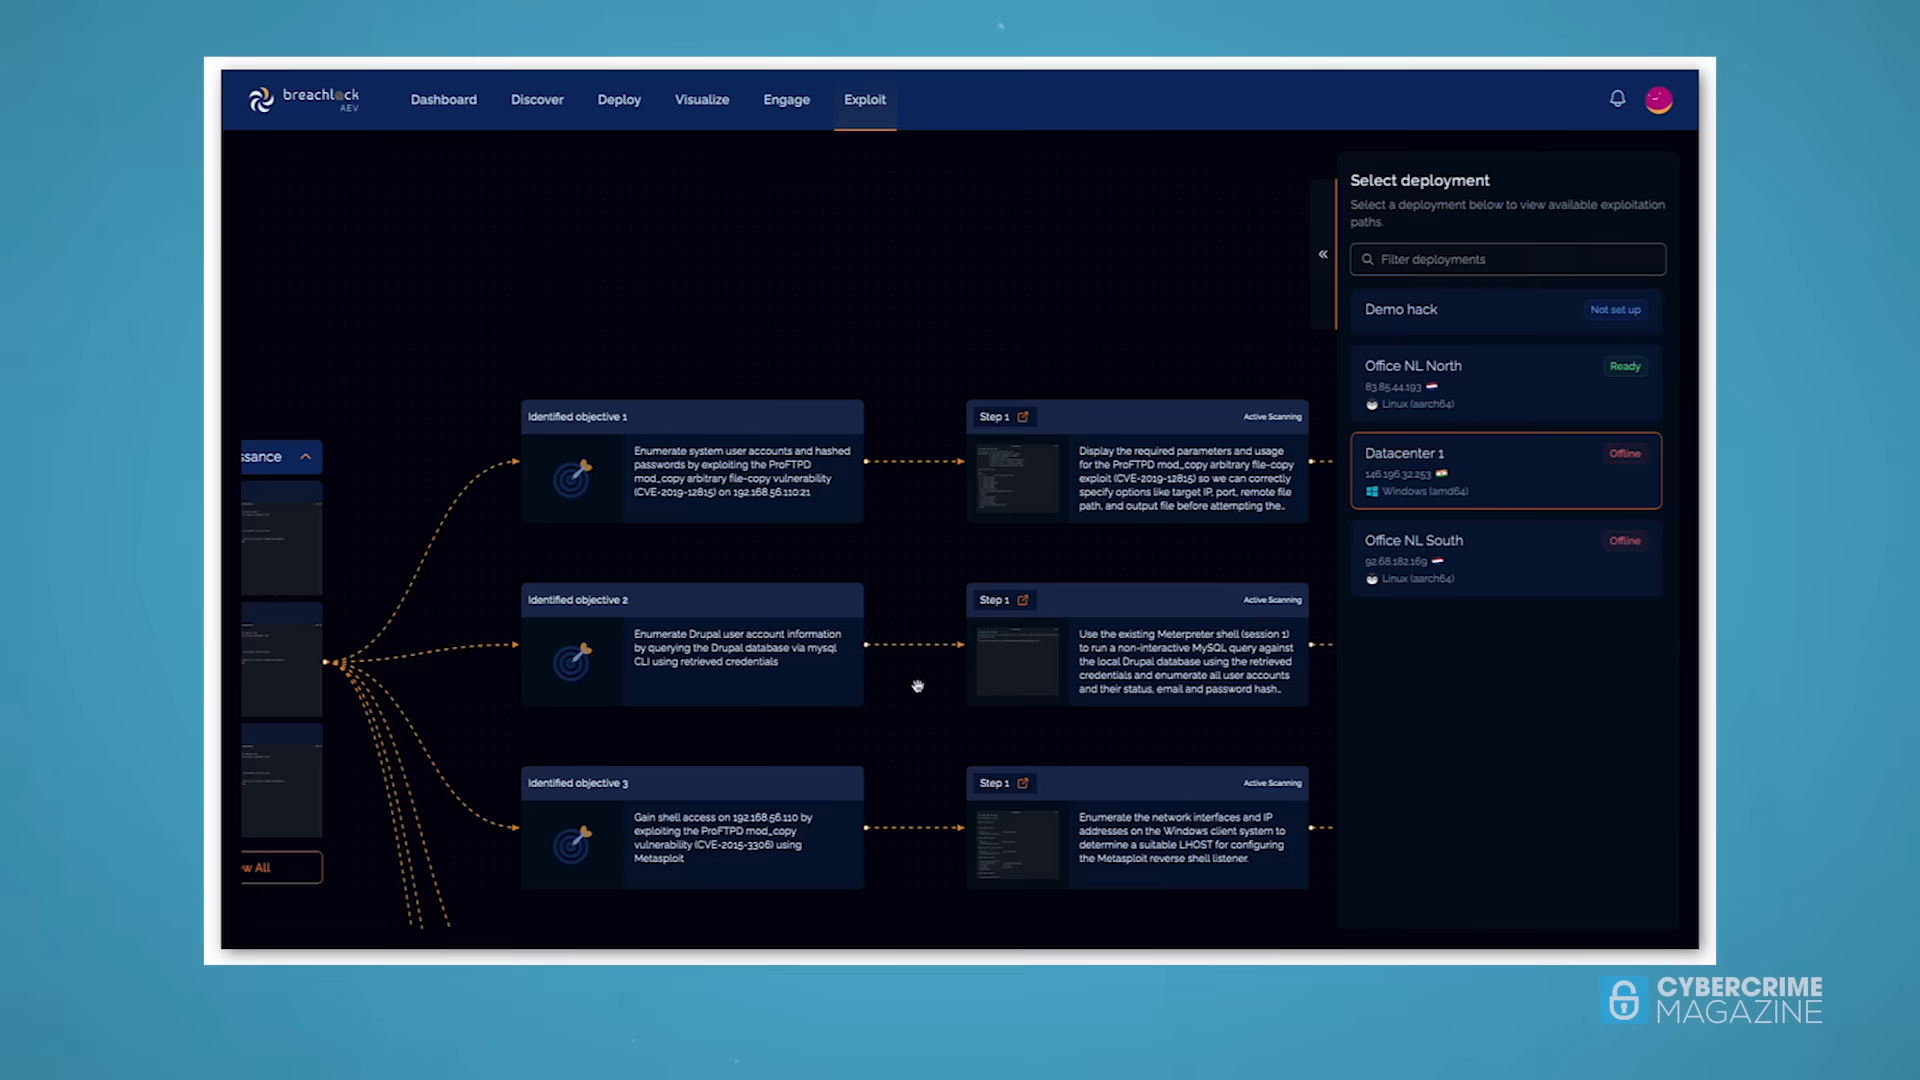 breachlock
AEV
Dashboard
Discover
Deploy
Visualize
Engage
Exploit
ssance
w All
Identified objective 1
Enumerate system user accounts and hashed
passwords by exploiting the ProFTPD
mod_copy arbitrary file-copy vulnerability
(CVE-2019-12815) on 192.168.56.110:21
Step 1
Active Scanning
Display the required parameters and usage
for the ProFTPD mod_copy arbitrary file-copy
exploit (CVE-2019-12815) so we can correctly
specify options like target IP, port, remote file
path, and output file before attempting the...
Identified objective 2
Enumerate Drupal user account information
by querying the Drupal database via mysql
CLI using retrieved credentials
Step 1
Active Scanning
Use the existing Meterpreter shell (session 1)
to run a non-interactive MySQL query against
the local Drupal database using the retrieved
credentials and enumerate all user accounts
and their status, email and password hash...
Identified objective 3
Gain shell access on 192.168.56.110 by
exploiting the ProFTPD mod_copy
vulnerability (CVE-2015-3306) using
Metasploit
Step 1
Active Scanning
Enumerate the network interfaces and IP
addresses on the Windows client system to
determine a suitable LHOST for configuring
the Metasploit reverse shell listener.
«
Select deployment
Select a deployment below to view available exploitation
paths.
Filter deployments
Demo hack
Not set up
Office NL North
Ready
83.85.44.193
Linux (aarch64)
Datacenter 1
Offline
146.196.32.253
Windows (amd64)
Office NL South
Offline
92.68.182.169
Linux (aarch64)
CYBERCRIME
MAGAZINE